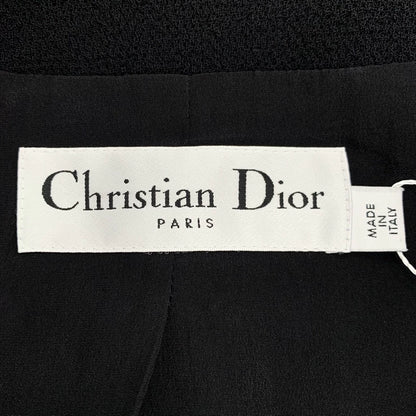 Christian Dior
PARIS
MADE
IN
ITALY